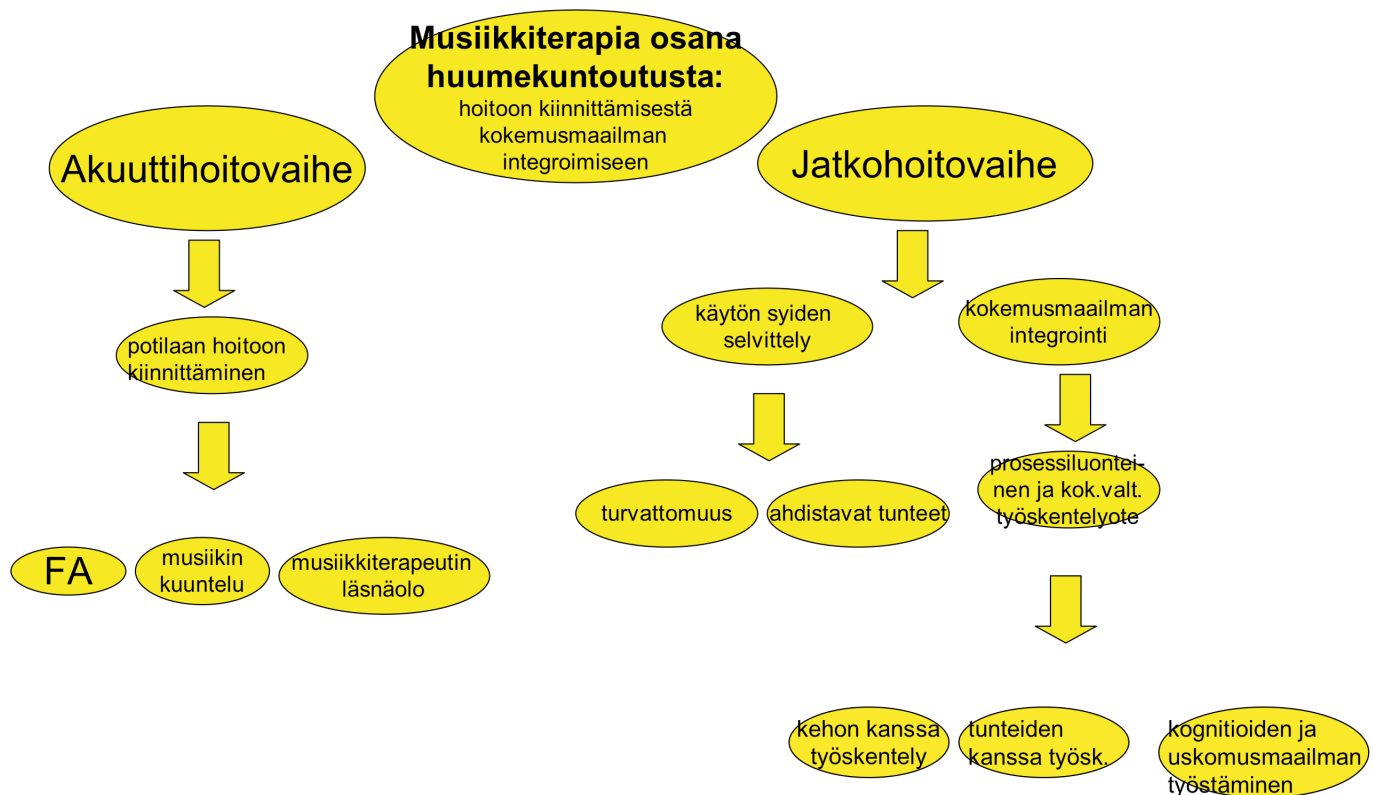 Musiikkiterapia osana
huumekuntoutusta:
hoitoon kiinnittämisestä
kokemusmaailman
integroimiseen
Akuuttihoitovaihe
Jatkohoitovaihe
potilaan hoitoon
kiinnittäminen
käytön syiden
selvittely
kokemusmaailman
integrointi
prosessiluontei-
nen ja kok.valt.
työskentelyote
turvattomuus
ahdistavat tunteet
FA
musiikin
kuuntelu
musiikkiterapeutin
läsnäolo
kehon kanssa
työskentely
tunteiden
kanssa työsk.
kognitioiden ja
uskomusmaailman
työstäminen